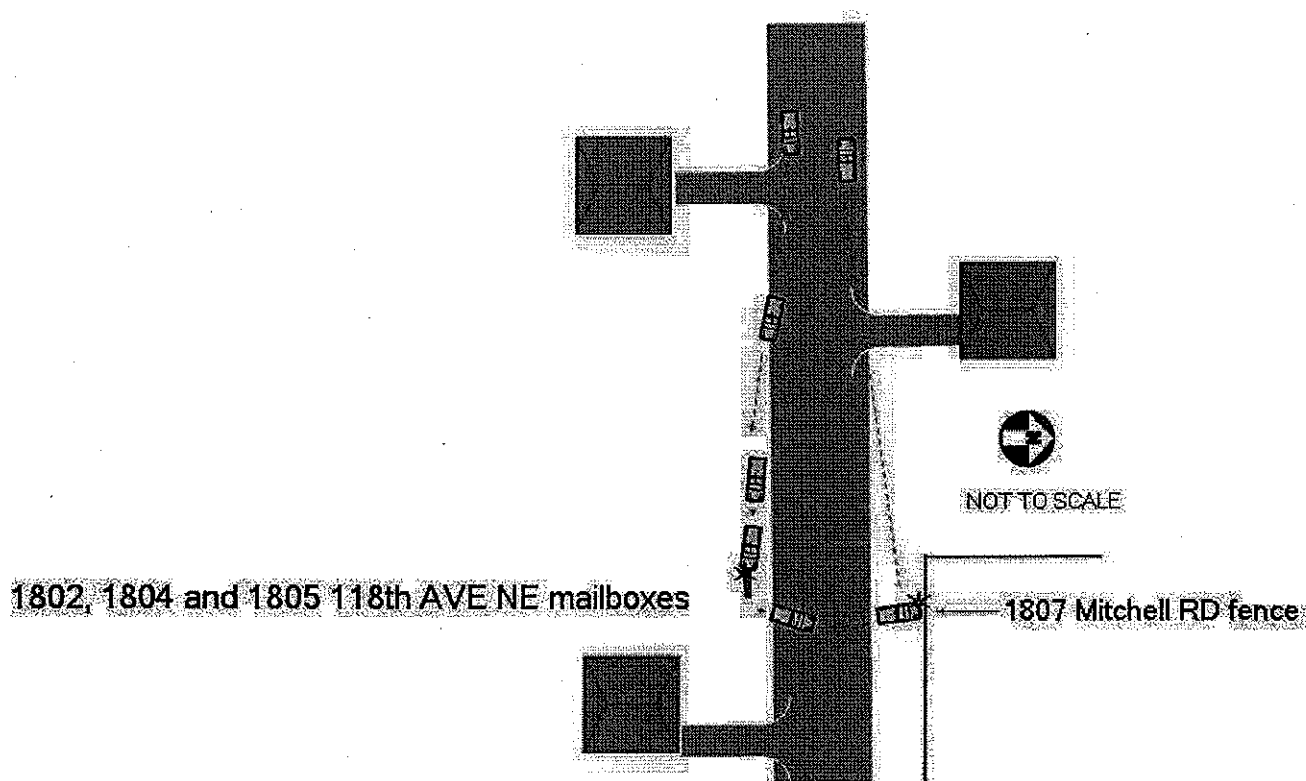 N
NOT TO SCALE
1802, 1804 and 1805 118th AVE NE mailboxes
1807 Mitchell RD fence